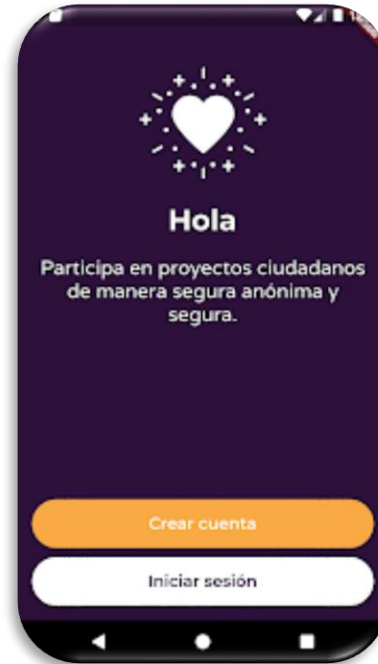 Hola
Participa en proyectos ciudadanos
de manera segura anónima y
segura.
Crear cuenta
Iniciar sesión